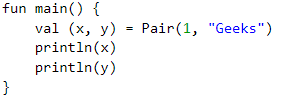 fun main() {
    val (x, y) = Pair(1, "Geeks")
    println(x)
    println(y)
}